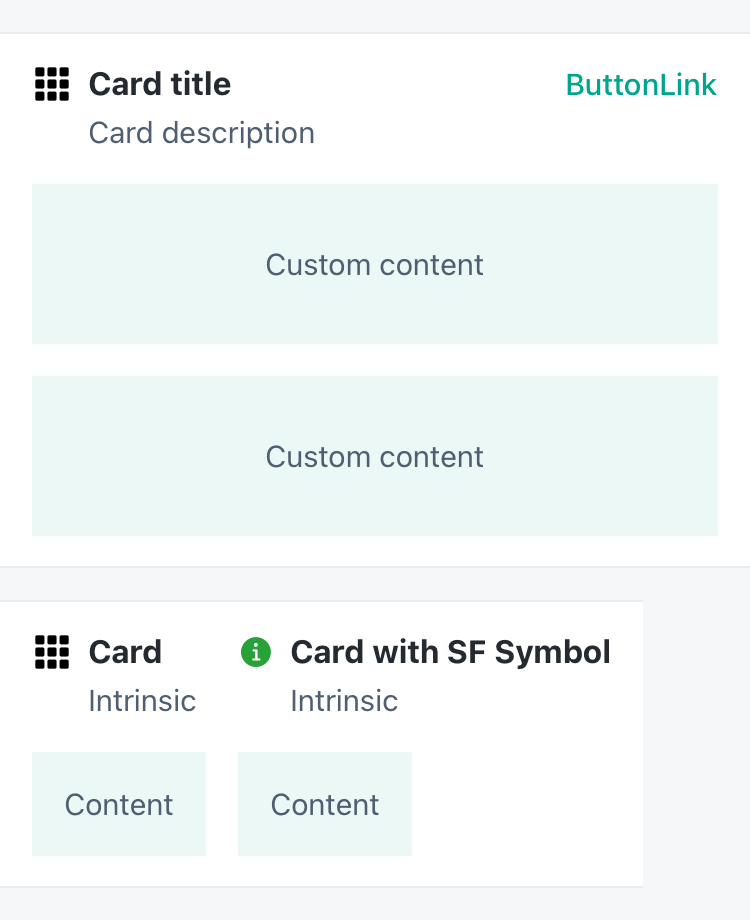 Card title
ButtonLink
Card description
Custom content
Custom content
Card
Card with SF Symbol
Intrinsic
Intrinsic
Content
Content